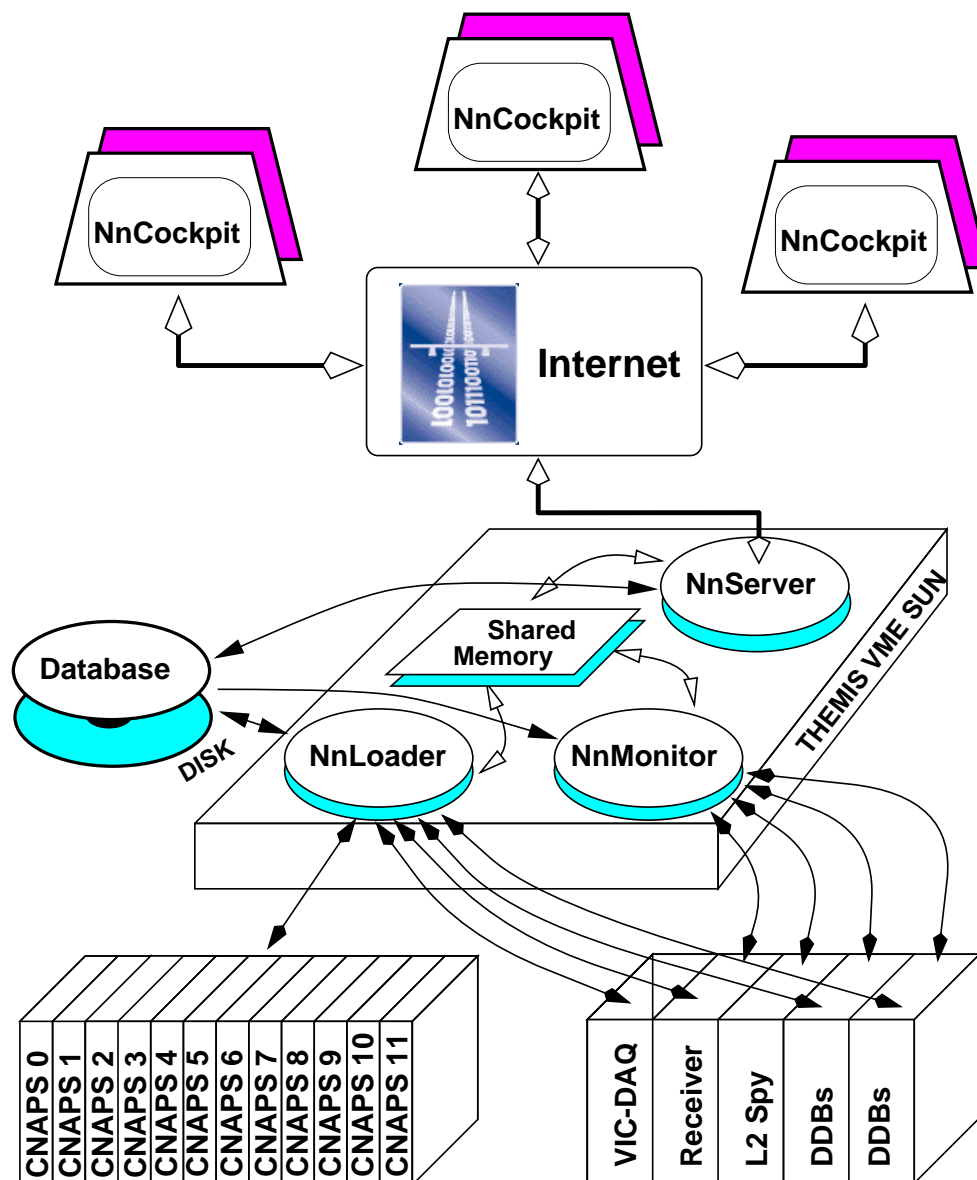 NnCockpit
NnCockpit
NnCockpit
Internet
NnServer
Shared
Memory
Database
DISK
NnLoader
NnMonitor
THEMIS VME SUN
CNAPS 0
CNAPS 1
CNAPS 2
CNAPS 3
CNAPS 4
CNAPS 5
CNAPS 6
CNAPS 7
CNAPS 8
CNAPS 9
CNAPS 10
CNAPS 11
VIC-DAQ
Receiver
L2 Spy
DDBs
DDBs